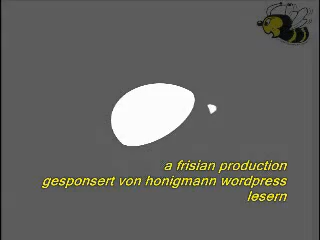 a frisian production
gesponsert von honigmann wordpress
lesern